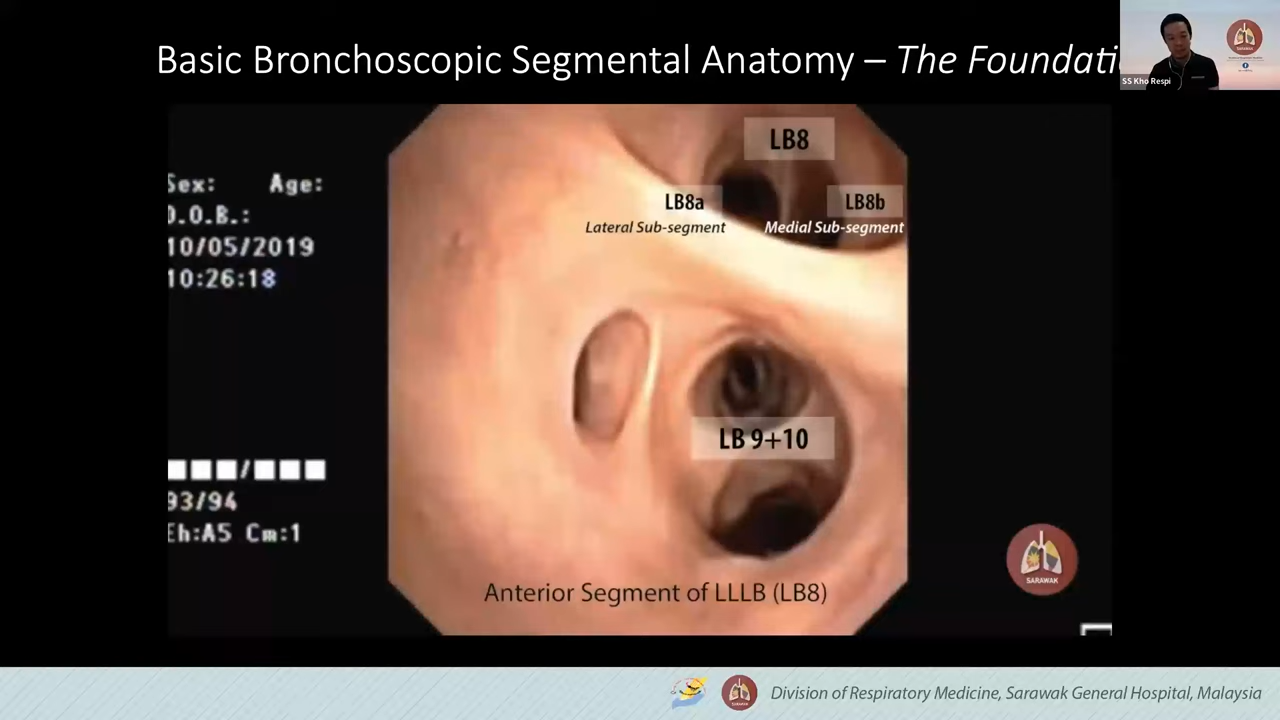 Basic Bronchoscopic Segmental Anatomy – The Foundati
SS Kho Respi
SARAWAK
Sex: Age:
D.O.B.:
10/05/2019
10:26:18
93/94
Eh:A5 Cm:1
LB8
LB8a
Lateral Sub-segment
LB8b
Medial Sub-segment
LB 9+10
Anterior Segment of LLLB (LB8)
SARAWAK
Division of Respiratory Medicine, Sarawak General Hospital, Malaysia